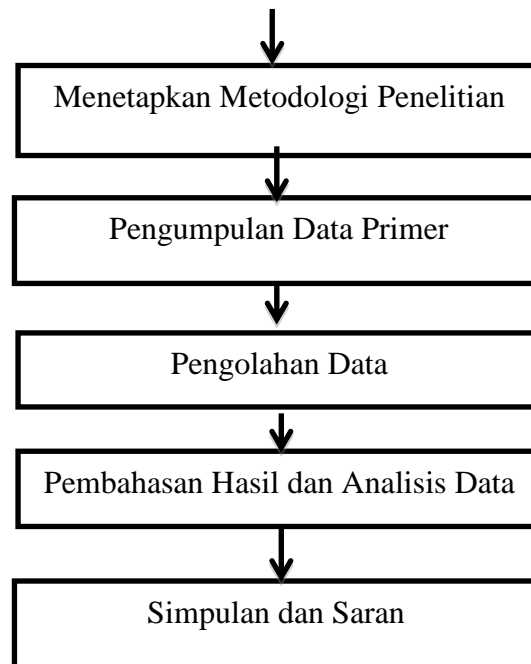 Menetapkan Metodologi Penelitian
Pengumpulan Data Primer
Pengolahan Data
Pembahasan Hasil dan Analisis Data
Simpulan dan Saran